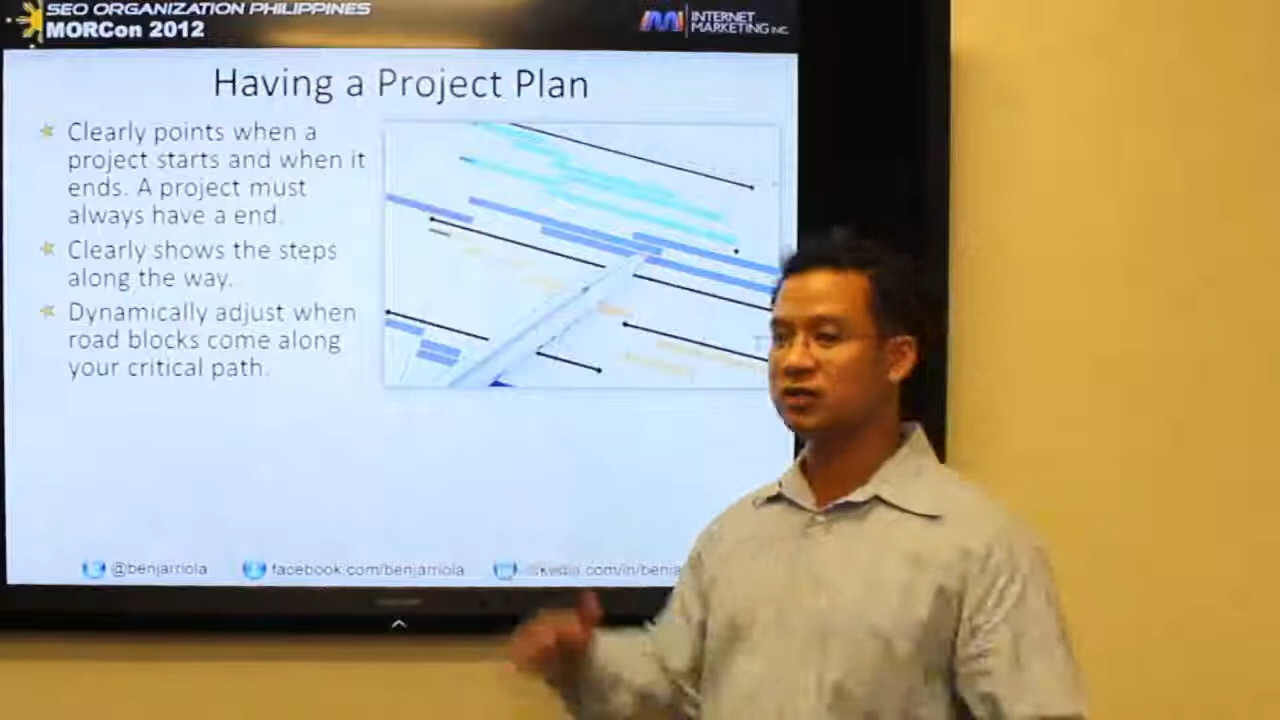 SEO ORGANIZATION PHILIPPINES
MORCon 2012
INTERNET
MARKETING INC.
Having a Project Plan
Clearly points when a
project starts and when it
ends. A project must
always have a end.
Clearly shows the steps
along the way.
Dynamically adjust when
road blocks come along
your critical path.
@benjarriola
facebook.com/benjarriola